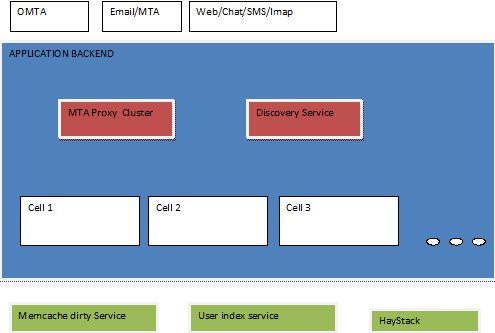 OMTA
Email/MTA
Web/Chat/SMS/Imap
APPLICATION BACKEND
MTA Proxy Cluster
Discovery Service
Cell 1
Cell 2
Cell 3
Memcache dirty Service
User index service
HayStack